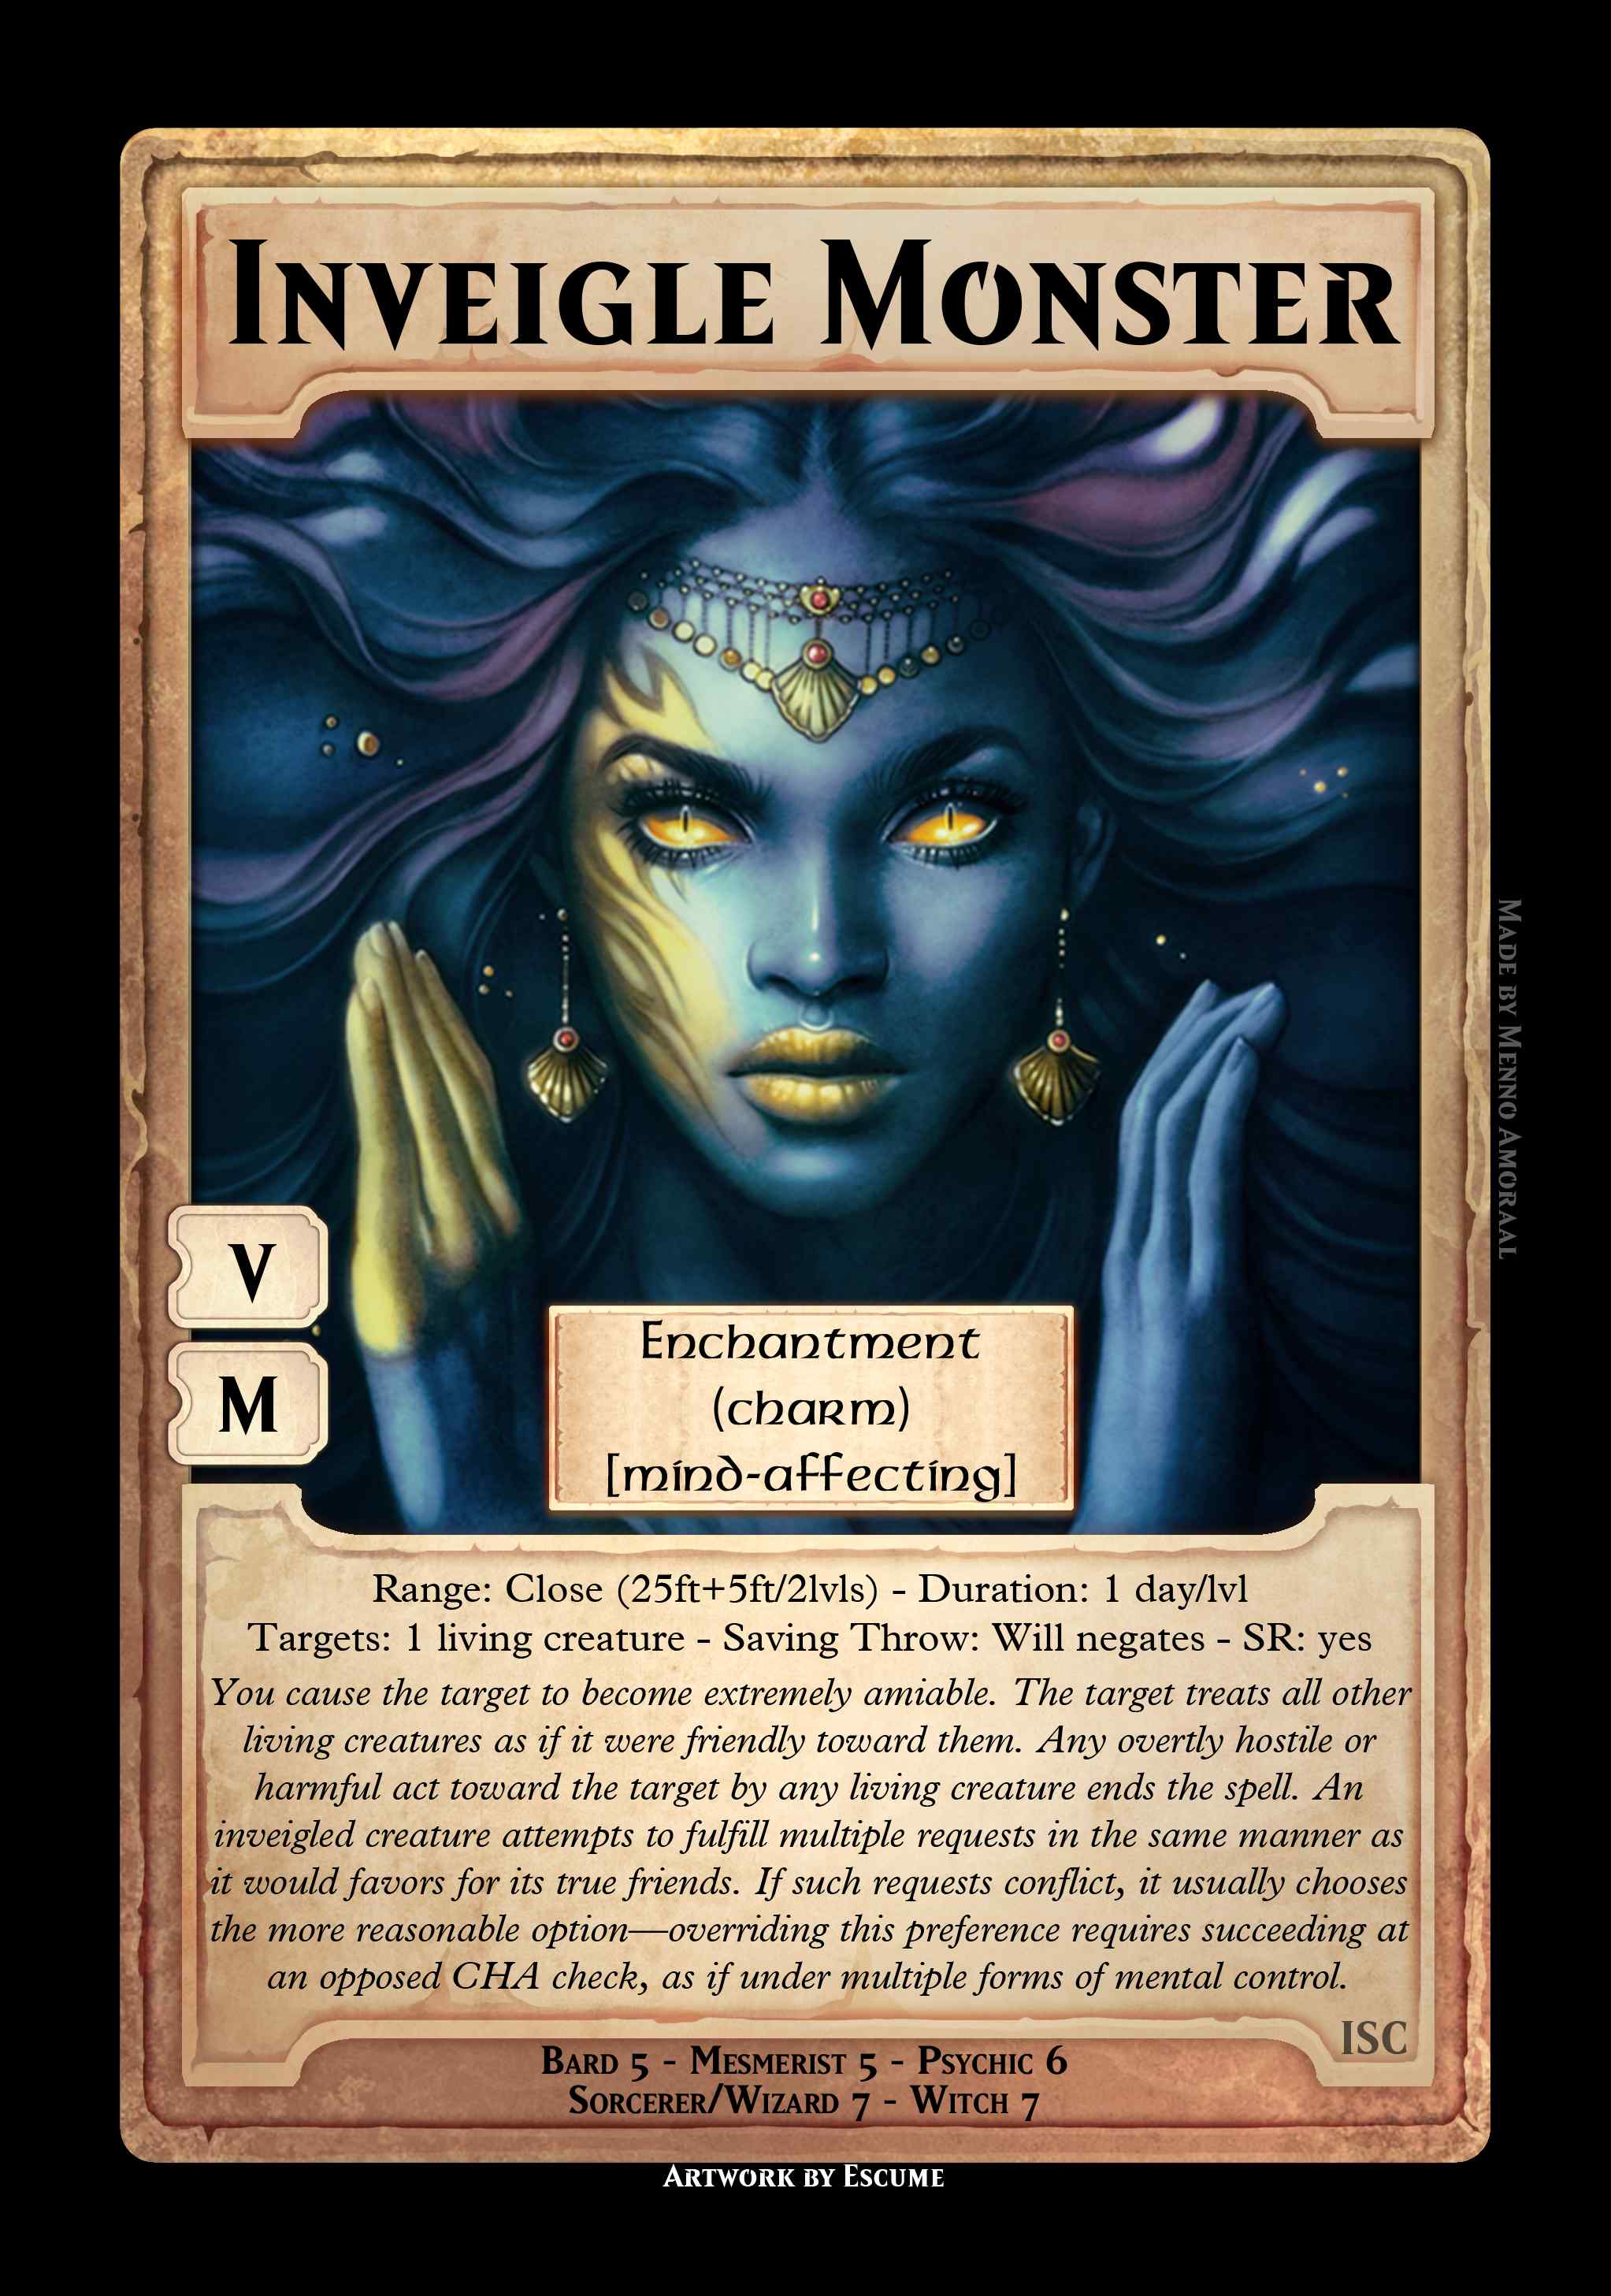 Inveigle Monster
V
M
Enchantment
(charm)
[mind-affecting]
Range: Close (25ft+5ft/2lvls) - Duration: 1 day/lvl
Targets: 1 living creature - Saving Throw: Will negates - SR: yes
You cause the target to become extremely amiable. The target treats all other
living creatures as if it were friendly toward them. Any overtly hostile or
harmful act toward the target by any living creature ends the spell. An
inveigled creature attempts to fulfill multiple requests in the same manner as
it would favors for its true friends. If such requests conflict, it usually chooses
the more reasonable option—overriding this preference requires succeeding at
an opposed CHA check, as if under multiple forms of mental control.
ISC
Bard 5 - Mesmerist 5 - Psychic 6
Sorcerer/Wizard 7 - Witch 7
Artwork by Escume
Made by Menno Amoraal